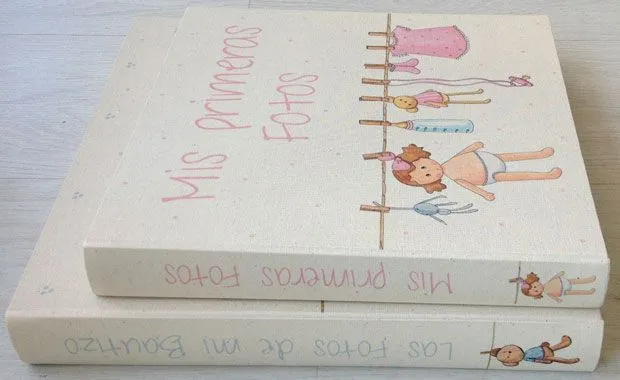 Mis primeras
Fotos
Mis primeras Fotos
Las Fotos de mi Bautizo